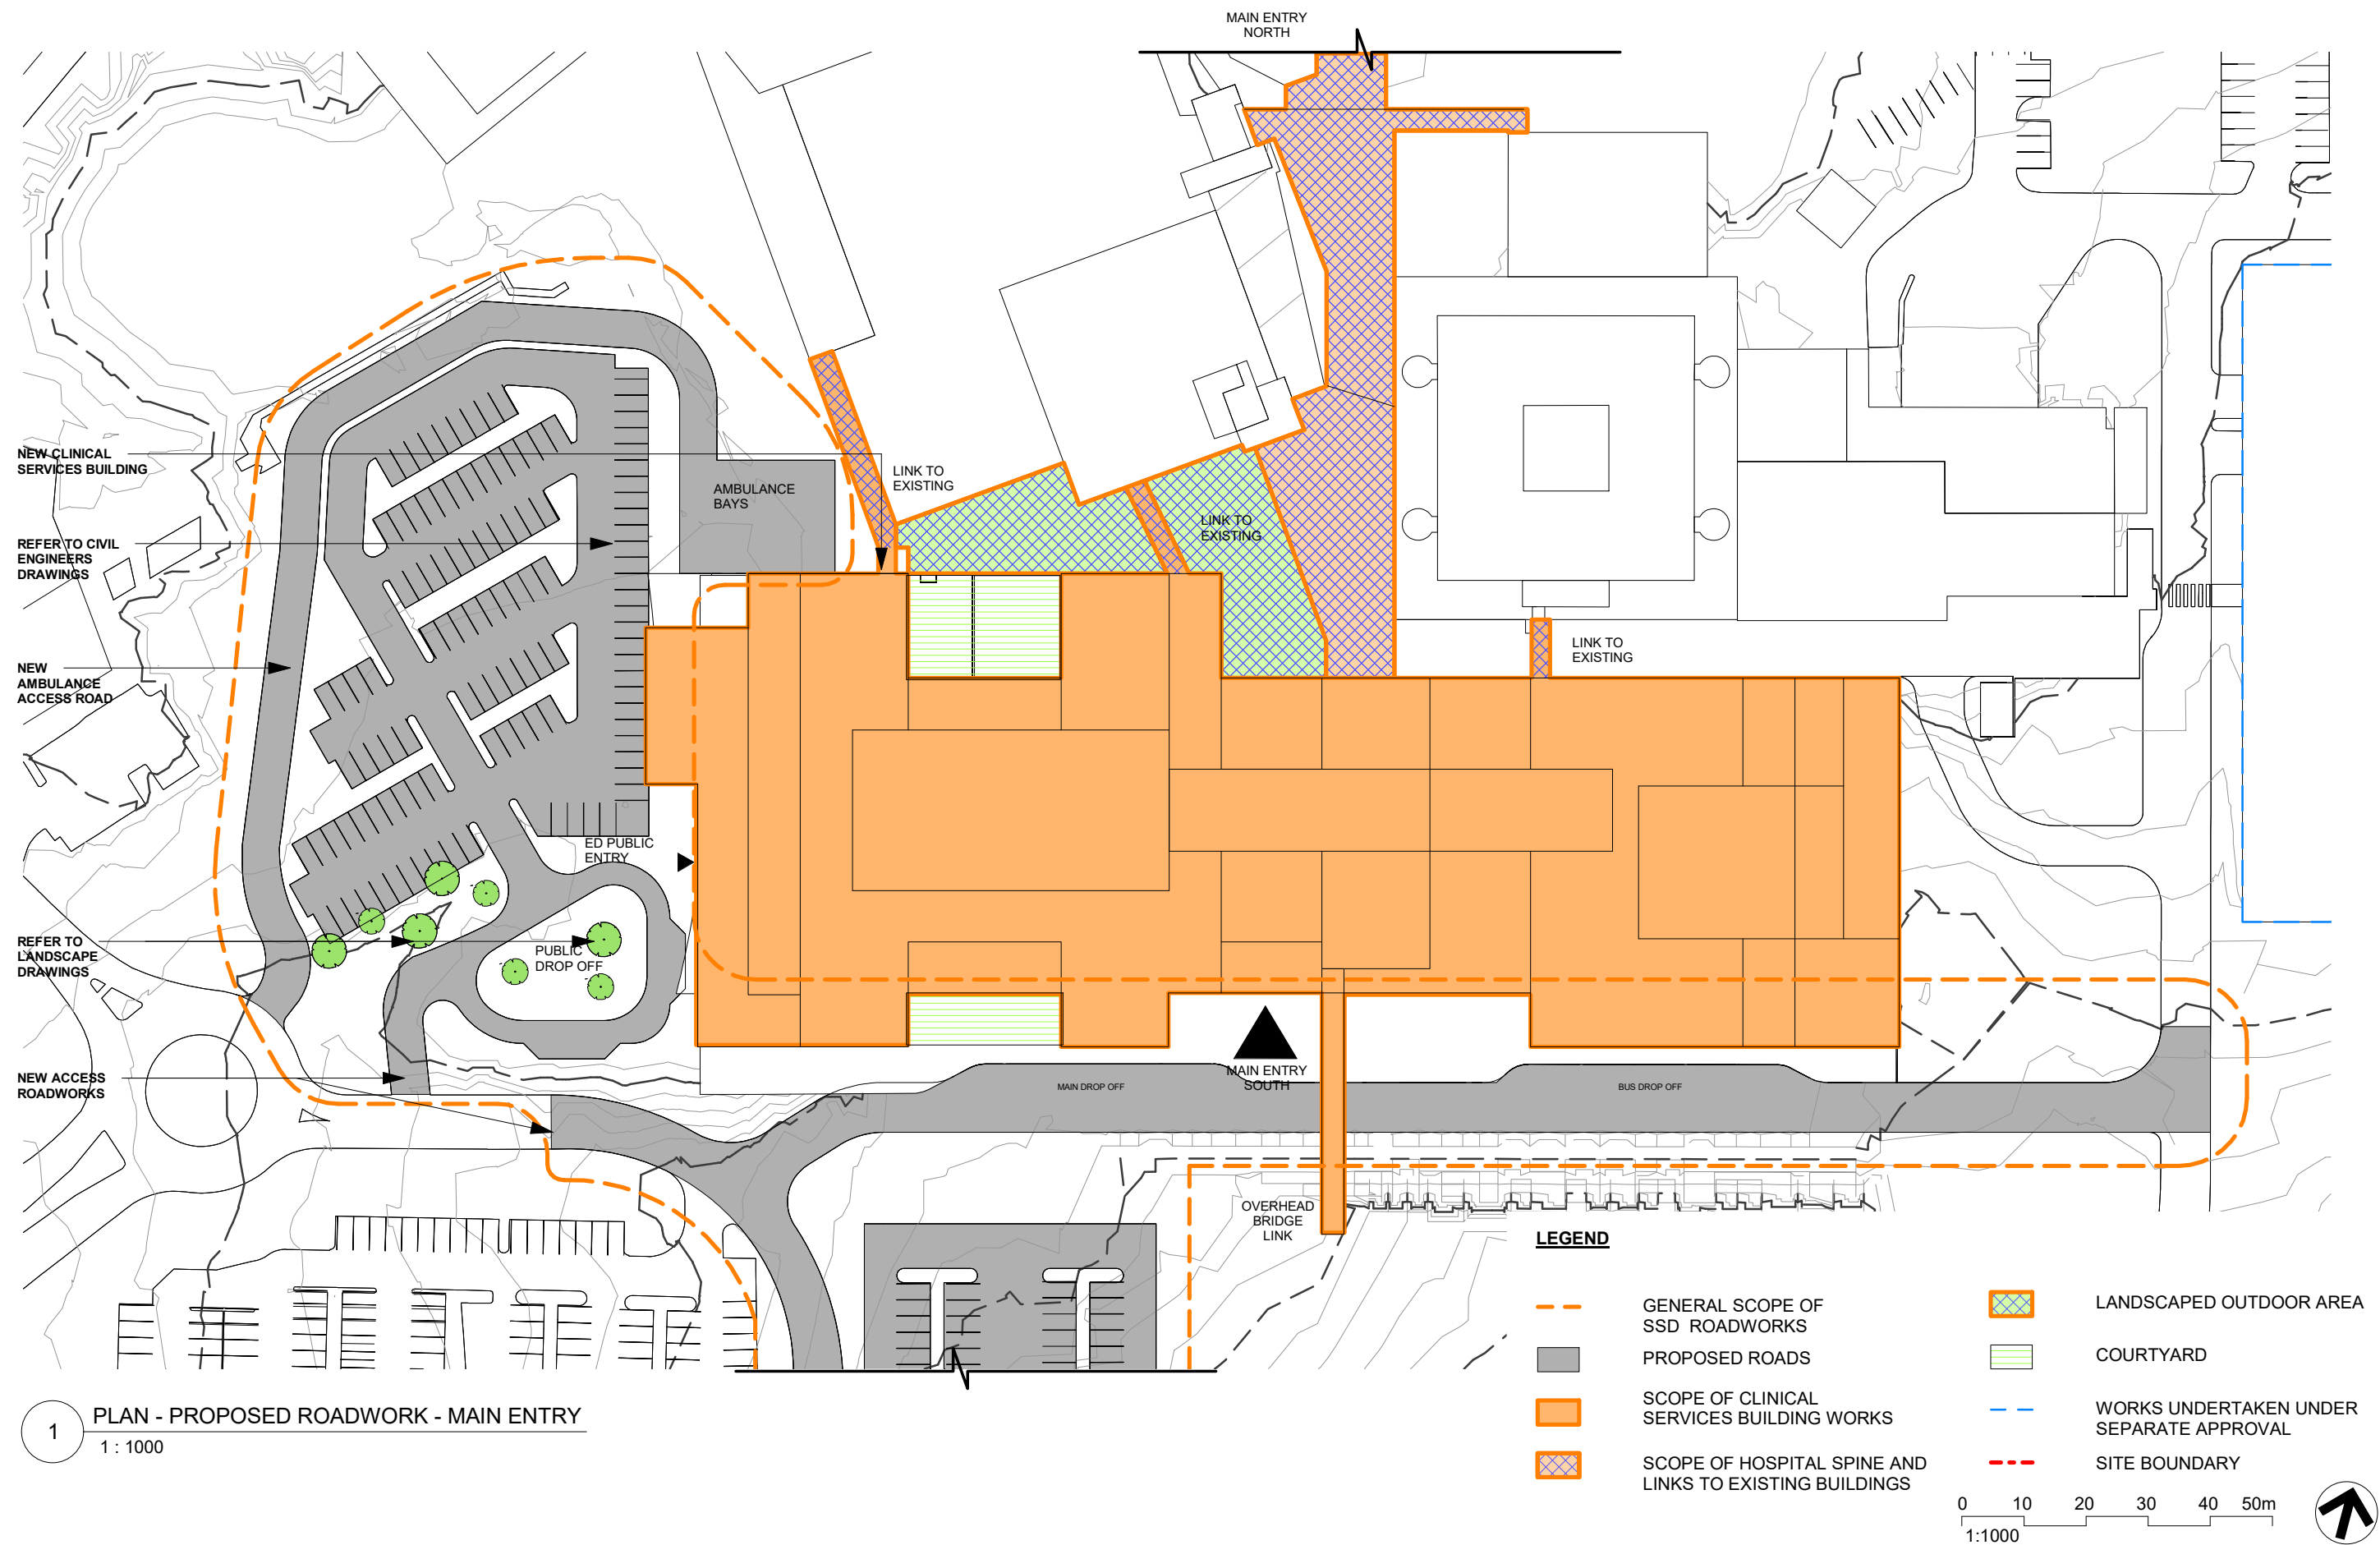 MAIN ENTRY
NORTH
NEW CLINICAL
SERVICES BUILDING
LINK TO
EXISTING
AMBULANCE
BAYS
LINK TO
EXISTING
REFER TO CIVIL
ENGINEERS
DRAWINGS
LINK TO
EXISTING
NEW
AMBULANCE
ACCESS ROAD
ED PUBLIC
ENTRY
REFER TO
LANDSCAPE
DRAWINGS
PUBLIC
DROP OFF
NEW ACCESS
ROADWORKS
MAIN DROP OFF
MAIN ENTRY
SOUTH
BUS DROP OFF
OVERHEAD
BRIDGE
LINK
LEGEND
GENERAL SCOPE OF
SSD ROADWORKS
PROPOSED ROADS
SCOPE OF CLINICAL
SERVICES BUILDING WORKS
SCOPE OF HOSPITAL SPINE AND
LINKS TO EXISTING BUILDINGS
LANDSCAPED OUTDOOR AREA
COURTYARD
WORKS UNDERTAKEN UNDER
SEPARATE APPROVAL
SITE BOUNDARY
1 PLAN - PROPOSED ROADWORK - MAIN ENTRY
1 : 1000
0 10 20 30 40 50m
1:1000